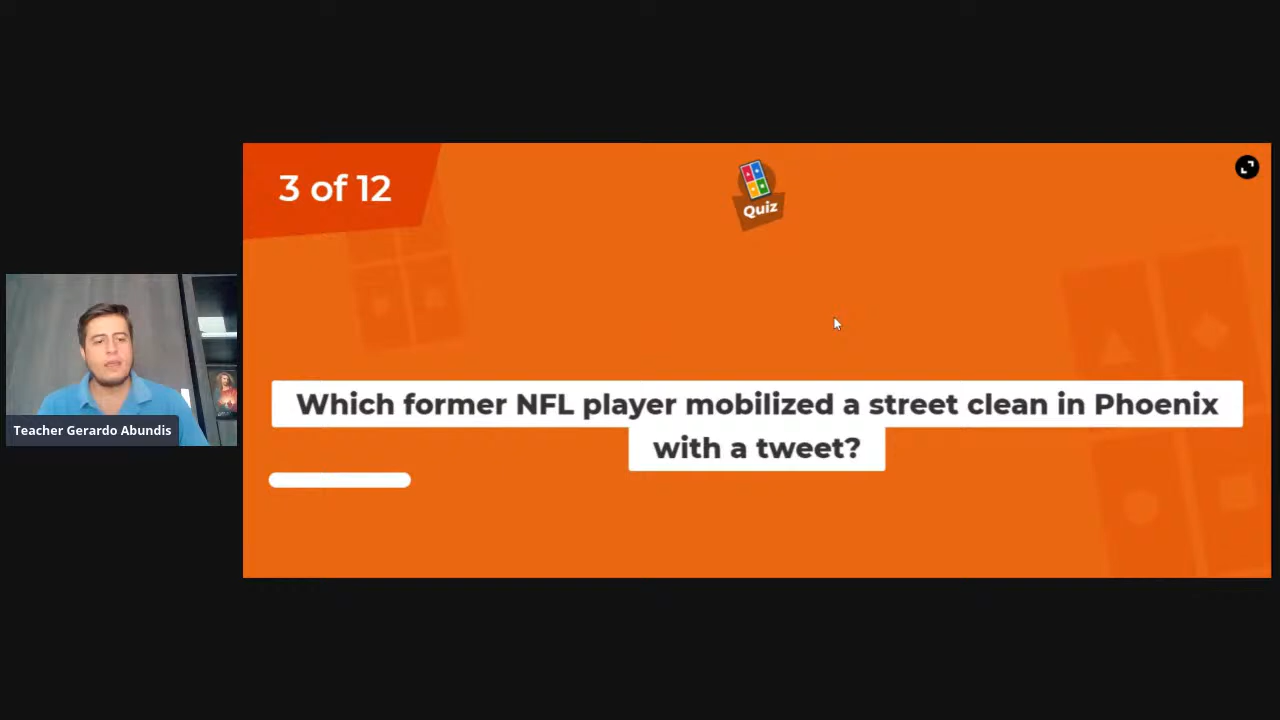 3 of 12
Quiz
Which former NFL player mobilized a street clean in Phoenix
with a tweet?
Teacher Gerardo Abundis